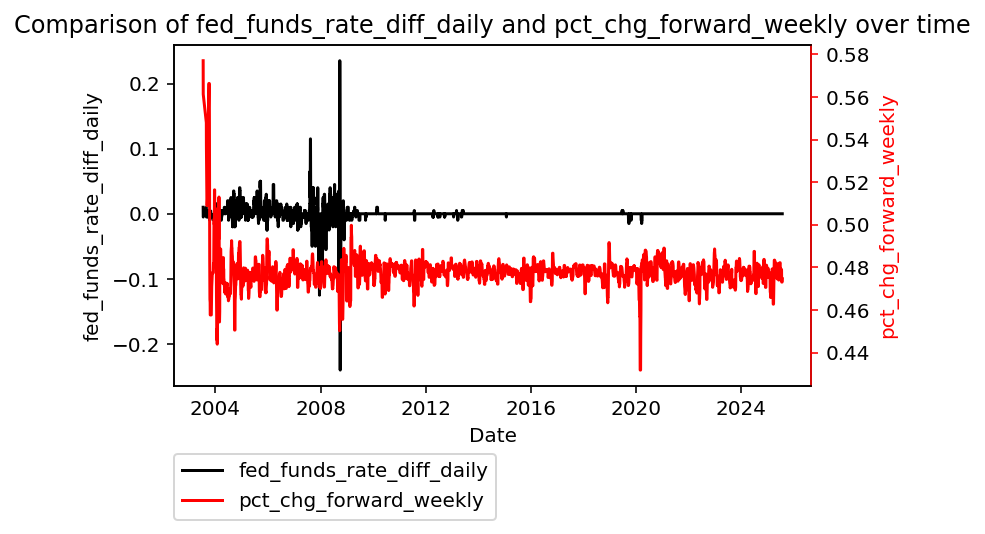 Comparison of fed_funds_rate_diff_daily and pct_chg_forward_weekly over time
fed_funds_rate_diff_daily
0.2
0.1
0.0
−0.1
−0.2
0.58
0.56
0.54
0.52
0.50
0.48
0.46
0.44
pct_chg_forward_weekly
2004 2008 2012 2016 2020 2024
Date
fed_funds_rate_diff_daily
pct_chg_forward_weekly